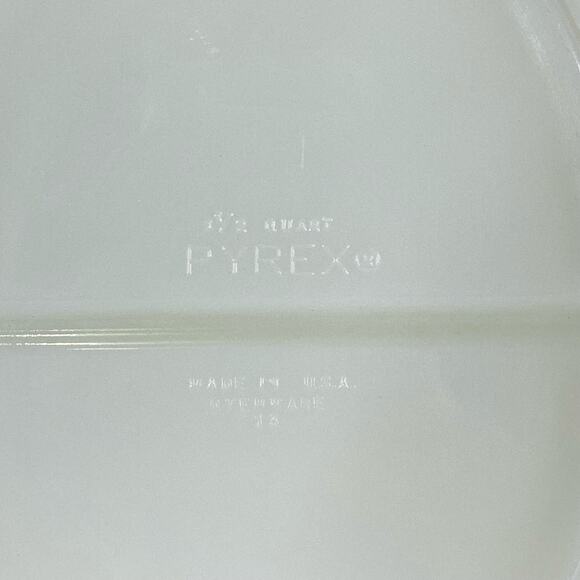 1½ QUART
PYREX®
MADE IN U.S.A.
OVENWARE